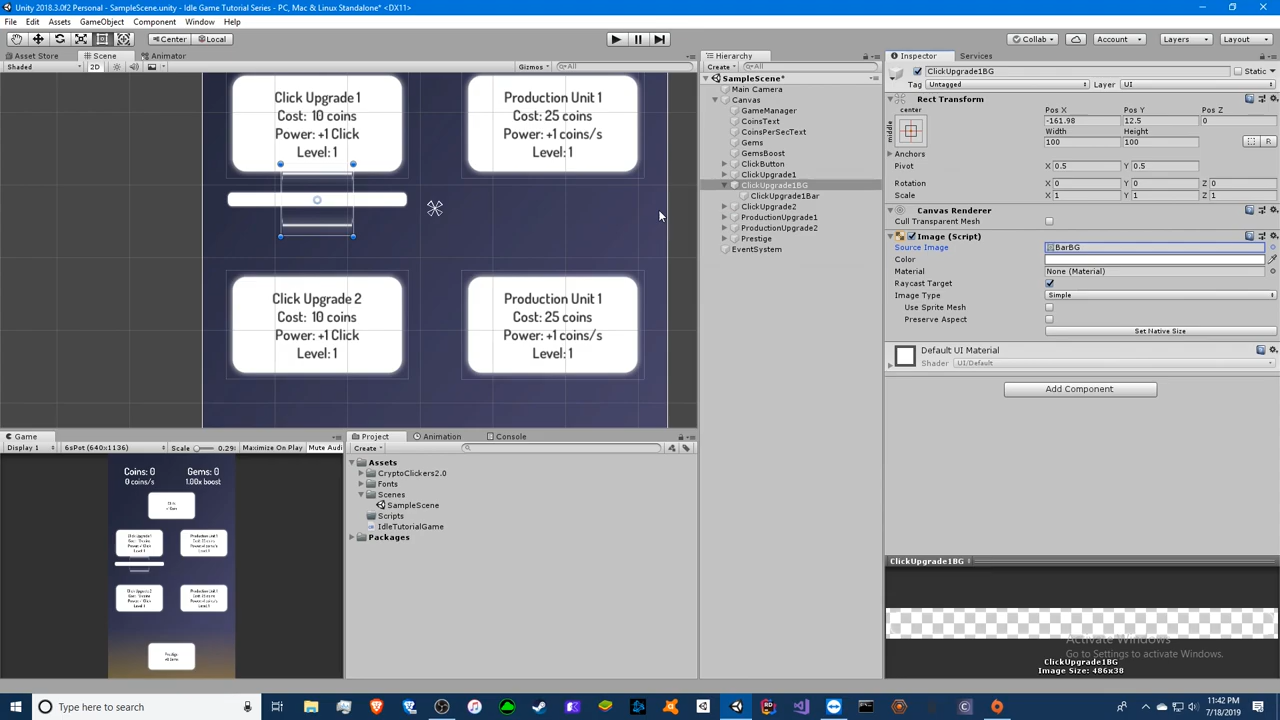 Unity 2018.3.0f2 Personal - SampleScene.unity - Idle Game Tutorial Series - PC, Mac & Linux Standalone* <DX11>
File Edit Assets GameObject Component Window Help
Center Local Collab Account Layers Layout
Asset Store Scene Animator Hierarchy Inspector Services
Shaded 2D Gizmos All Create All
ClickUpgrade1BG Static
Tag Untagged Layer UI
SampleScene*
Main Camera
Canvas
GameManager
CoinsText
CoinsPerSecText
Gems
GemsBoost
ClickButton
ClickUpgrade1
ClickUpgrade1BG
ClickUpgrade1Bar
ClickUpgrade2
ProductionUpgrade1
ProductionUpgrade2
Prestige
EventSystem
Click Upgrade 1
Cost: 10 coins
Power: +1 Click
Level: 1
Production Unit 1
Cost: 25 coins
Power: +1 coins/s
Level: 1
Click Upgrade 2
Cost: 10 coins
Power: +1 Click
Level: 1
Production Unit 1
Cost: 25 coins
Power: +1 coins/s
Level: 1
Rect Transform
center Pos X Pos Y Pos Z
middle -161.98 12.5 0
Width Height
100 100 R
Anchors
Pivot X 0.5 Y 0.5
Rotation X 0 Y 0 Z 0
Scale X 1 Y 1 Z 1
Canvas Renderer
Cull Transparent Mesh
Image (Script)
Source Image BarBG
Color
Material None (Material)
Raycast Target
Image Type Simple
Use Sprite Mesh
Preserve Aspect
Set Native Size
Default UI Material
Shader UI/Default
Add Component
Game
Display 1 6sPot (640x1136) Scale 0.29 Maximize On Play Mute Audi
Coins: 0 Gems: 0
0 coins/s 1.00x boost
Project Animation Console
Create
Assets
CryptoClickers2.0
Fonts
Scenes
SampleScene
Scripts
IdleTutorialGame
Packages
ClickUpgrade1BG
Activate Windows
Go to Settings to activate Windows.
ClickUpgrade1BG
Image Size: 486x38
Type here to search
11:42 PM
7/18/2019